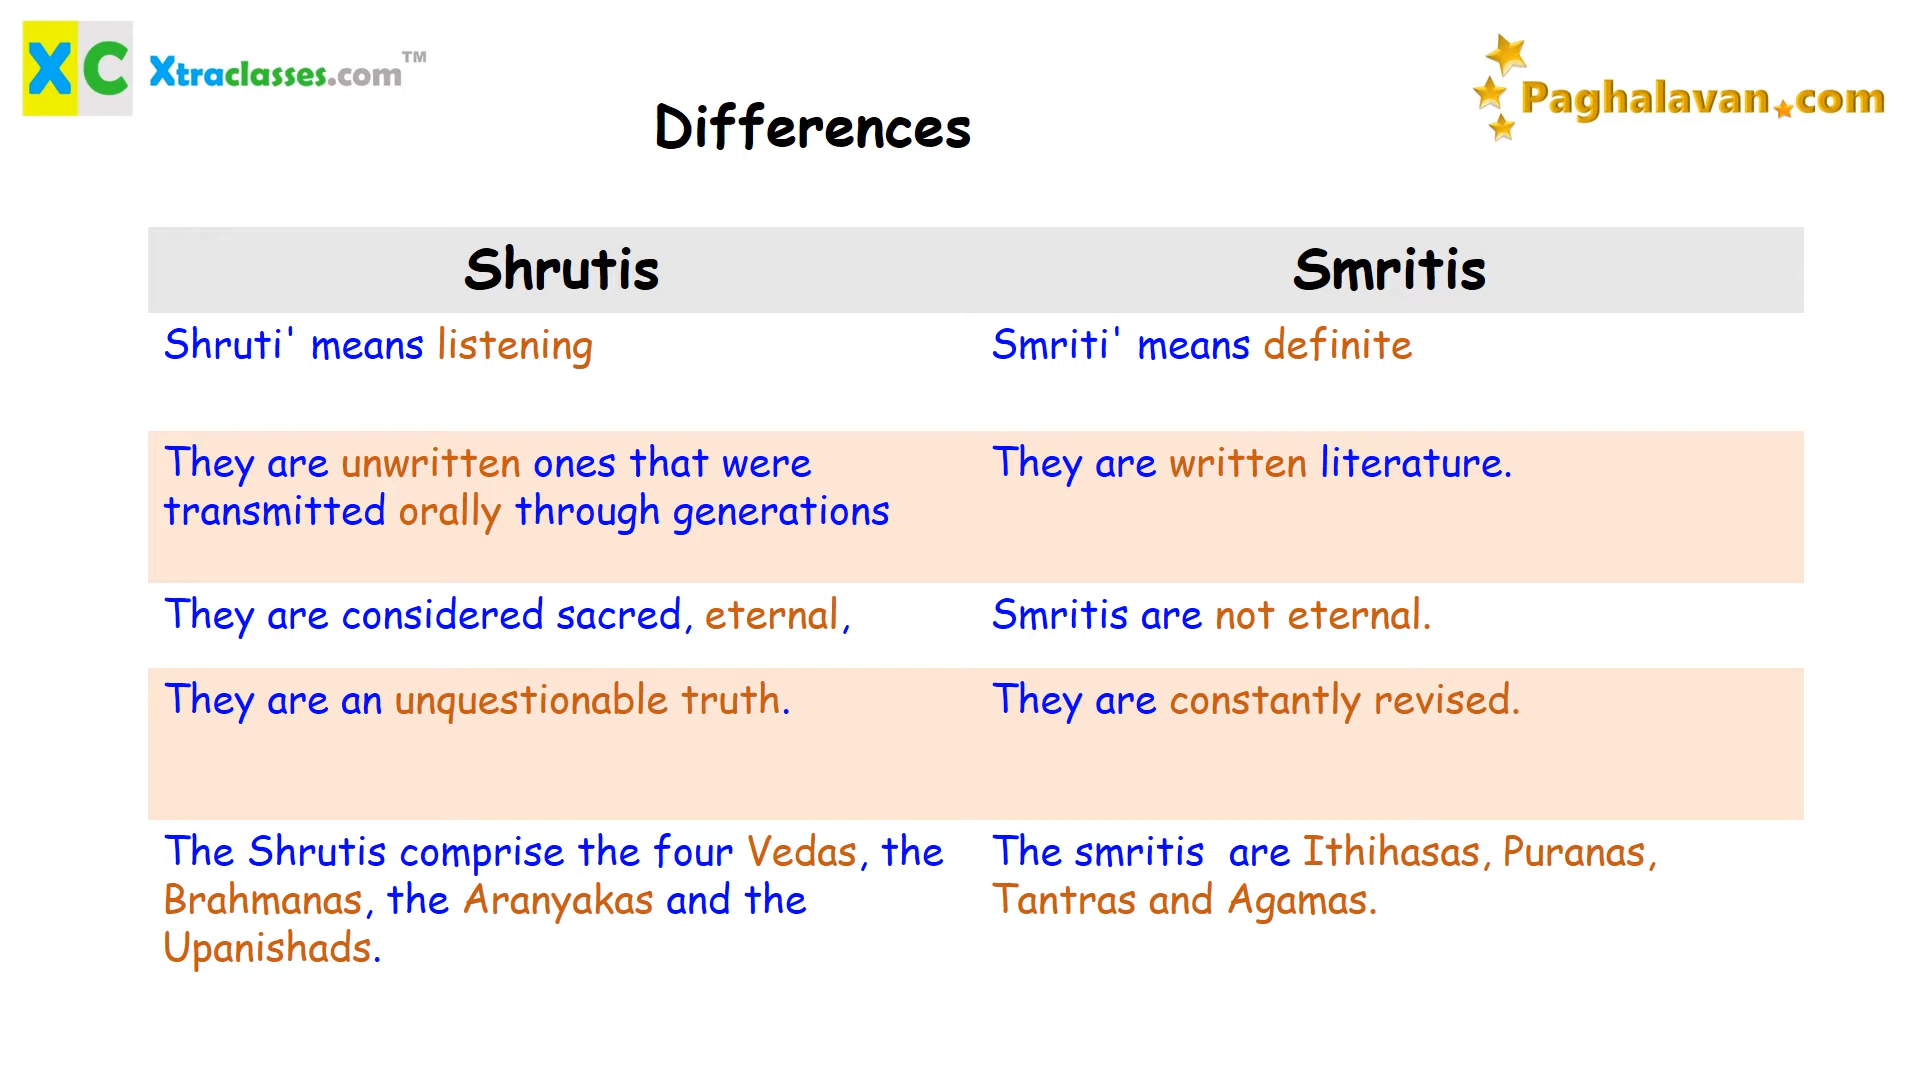 XC Xtraclasses.com™
Paghalavan.com
Differences
Shrutis
Smritis
Shruti' means listening
Smriti' means definite
They are unwritten ones that were
transmitted orally through generations
They are written literature.
They are considered sacred, eternal,
Smritis are not eternal.
They are an unquestionable truth.
They are constantly revised.
The Shrutis comprise the four Vedas, the
Brahmanas, the Aranyakas and the
Upanishads.
The smritis are Ithihasas, Puranas,
Tantras and Agamas.